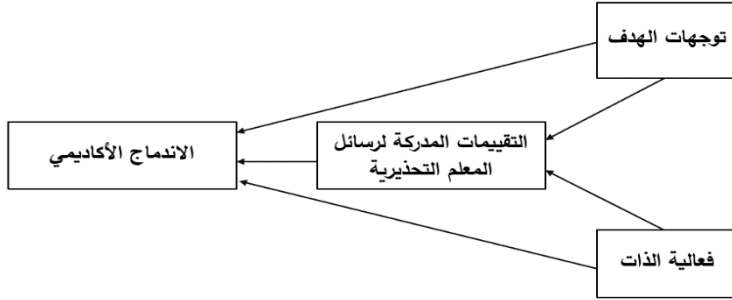 توجهات الهدف
التقييمات المدركة لرسائل
المعلم التحذيرية
الاندماج الأكاديمي
فعالية الذات